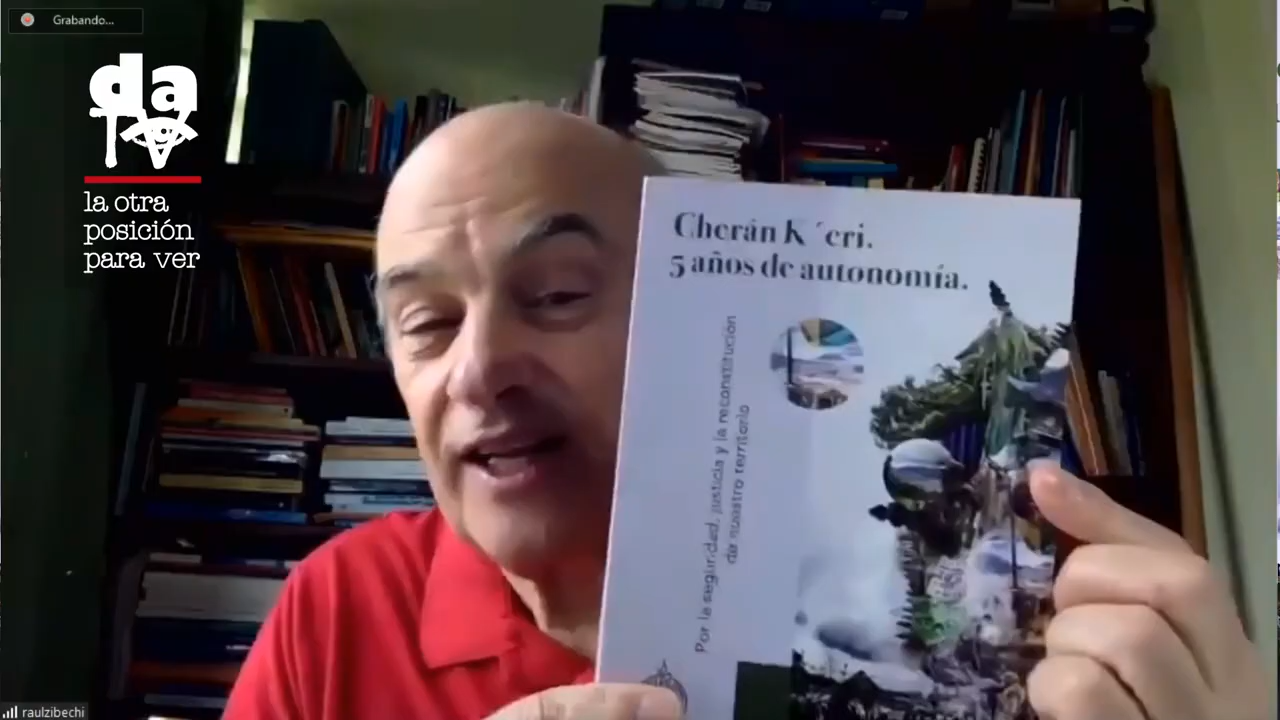 Grabando...
da
TV
la otra
posición
para ver
Cherán K´eri.
5 años de autonomía.
Por la seguridad, justicia y la reconstitución
de nuestro territorio
raulzibechi